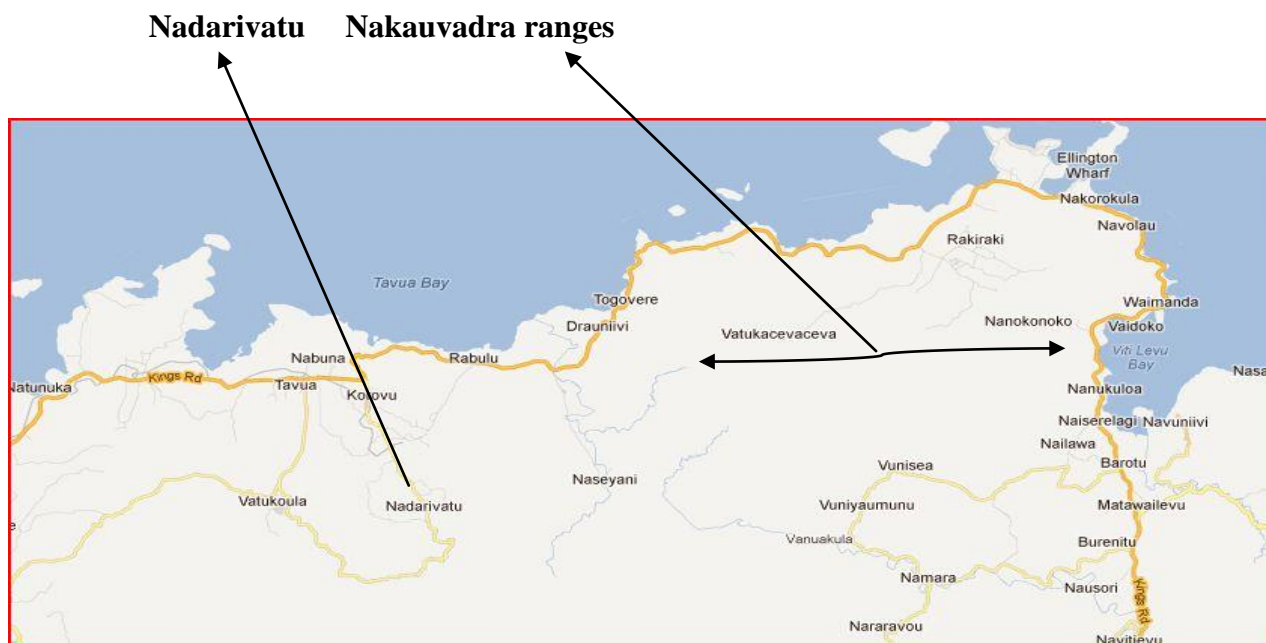 Nadarivatu Nakauvadra ranges
Ellington
Wharf
Nakorokula
Navolau
Rakiraki
Tavua Bay
Togovere
Waimanda
Drauniivi
Vatukacevaceva
Nanokonoko
Vaidoko
Nabuna
Rabulu
Viti Levu
Bay
Natunuka
Kings Rd
Tavua
Nasa
Korovu
Nanukuloa
Naiserelagi
Navuniivi
Nailawa
Vunisea
Barotu
Naseyani
Vatukoula
Nadarivatu
Vuniyaumunu
Matawailevu
e
Vanuakula
Burenitu
Namara
Nausori
Kings Rd
Nararavou
Navitievu